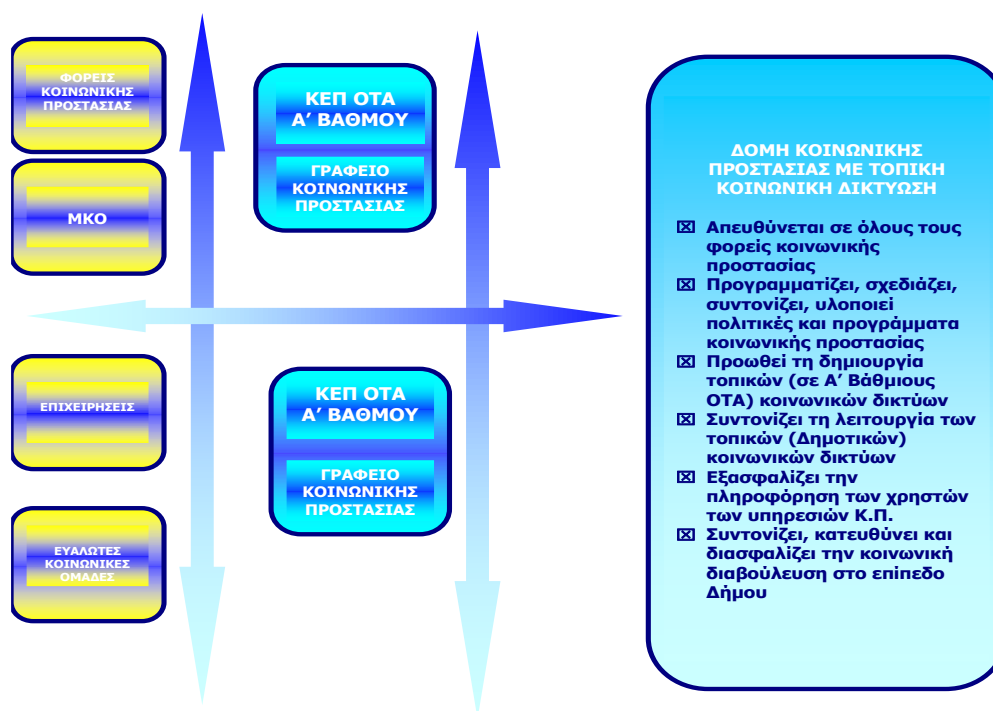 ΦΟΡΕΙΣ
ΚΟΙΝΩΝΙΚΗΣ
ΠΡΟΣΤΑΣΙΑΣ
ΜΚΟ
ΕΠΙΧΕΙΡΗΣΕΙΣ
ΕΥΑΛΩΤΕΣ
ΚΟΙΝΩΝΙΚΕΣ
ΟΜΑΔΕΣ
ΚΕΠ ΟΤΑ
Α’ ΒΑΘΜΟΥ
ΓΡΑΦΕΙΟ
ΚΟΙΝΩΝΙΚΗΣ
ΠΡΟΣΤΑΣΙΑΣ
ΚΕΠ ΟΤΑ
Α’ ΒΑΘΜΟΥ
ΓΡΑΦΕΙΟ
ΚΟΙΝΩΝΙΚΗΣ
ΠΡΟΣΤΑΣΙΑΣ
ΔΟΜΗ ΚΟΙΝΩΝΙΚΗΣ
ΠΡΟΣΤΑΣΙΑΣ ΜΕ ΤΟΠΙΚΗ
ΚΟΙΝΩΝΙΚΗ ΔΙΚΤΥΩΣΗ
Απευθύνεται σε όλους τους
φορείς κοινωνικής
προστασίας
Προγραμματίζει, σχεδιάζει,
συντονίζει, υλοποιεί
πολιτικές και προγράμματα
κοινωνικής προστασίας
Προωθεί τη δημιουργία
τοπικών (σε Α’ Βάθμιους
ΟΤΑ) κοινωνικών δικτύων
Συντονίζει τη λειτουργία των
τοπικών (Δημοτικών)
κοινωνικών δικτύων
Εξασφαλίζει την
πληροφόρηση των χρηστών
των υπηρεσιών Κ.Π.
Συντονίζει, κατευθύνει και
διασφαλίζει την κοινωνική
διαβούλευση στο επίπεδο
Δήμου